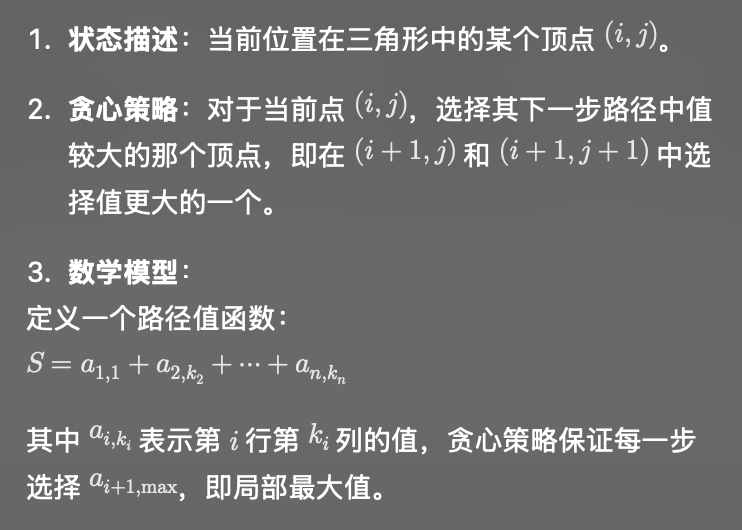 1. 状态描述：当前位置在三角形中的某个顶点 (i, j)。
2. 贪心策略：对于当前点 (i, j)，选择其下一步路径中值
较大的那个顶点，即在 (i + 1, j) 和 (i + 1, j + 1) 中选
择值更大的一个。
3. 数学模型：
定义一个路径值函数：
S = a_{1,1} + a_{2,k_2} + ⋯ + a_{n,k_n}
其中 a_{i,k_i} 表示第 i 行第 k_i 列的值，贪心策略保证每一步
选择 a_{i+1,max}，即局部最大值。